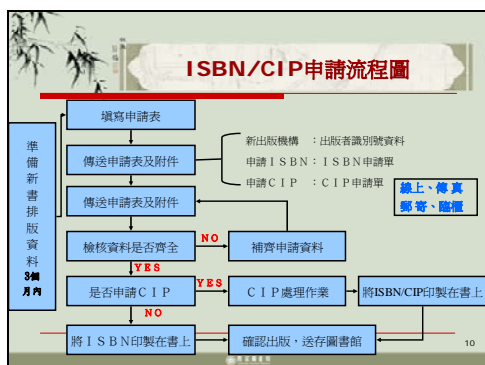 ISBN/CIP申請流程圖
準備新書排版資料
3個月內
填寫申請表
傳送申請表及附件
新出版機構 :出版者識別號資料
申請ISBN:ISBN申請單
申請CIP :CIP申請單
線上、傳真
郵寄、臨櫃
傳送申請表及附件
檢核資料是否齊全
NO
補齊申請資料
YES
是否申請CIP
YES
CIP處理作業
將ISBN/CIP印製在書上
NO
將ISBN印製在書上
確認出版,送存圖書館
10